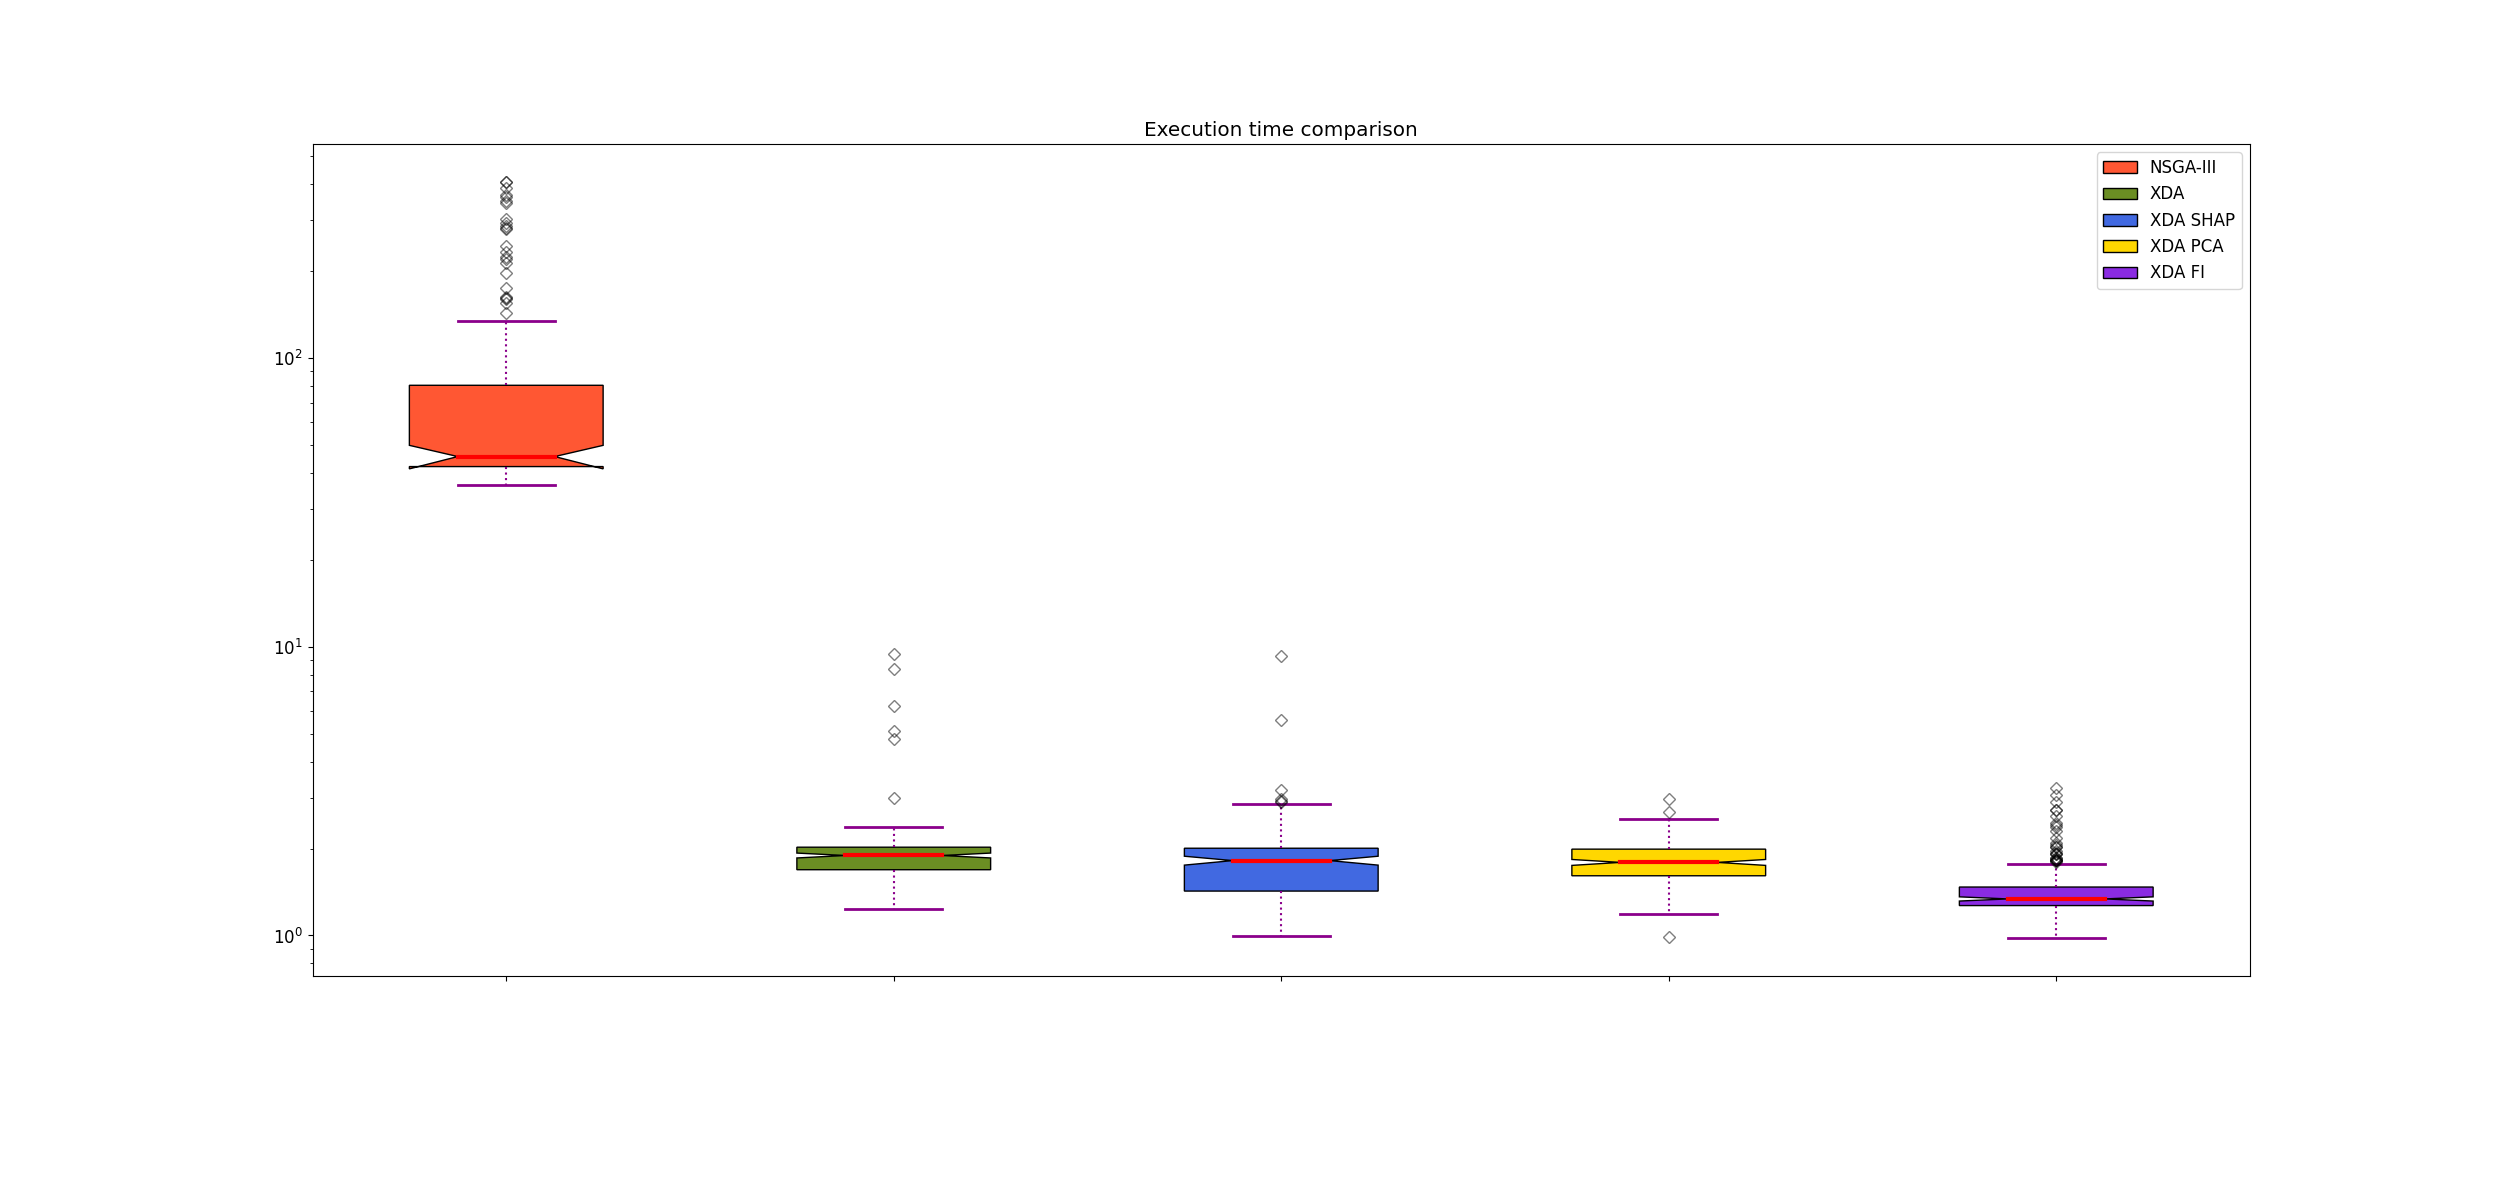 Execution time comparison
NSGA-III
XDA
XDA SHAP
XDA PCA
XDA FI
10²
10¹
10⁰